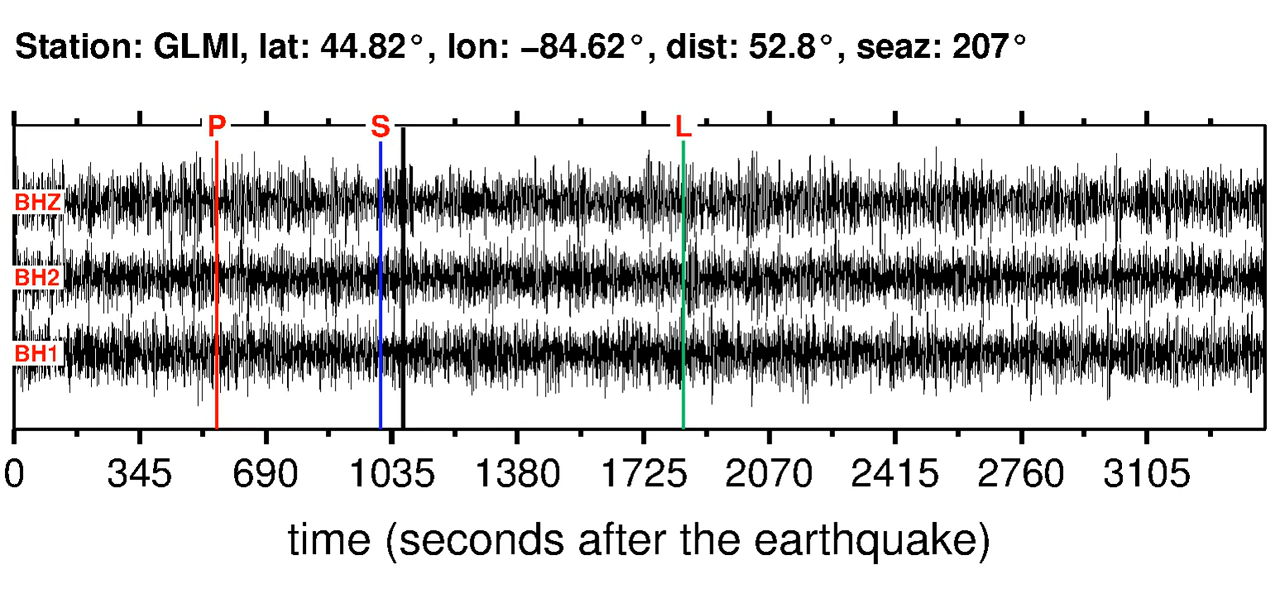 Station: GLMI, lat: 44.82°, lon: −84.62°, dist: 52.8°, seaz: 207°
P S L
BHZ
BH2
BH1
0 345 690 1035 1380 1725 2070 2415 2760 3105
time (seconds after the earthquake)